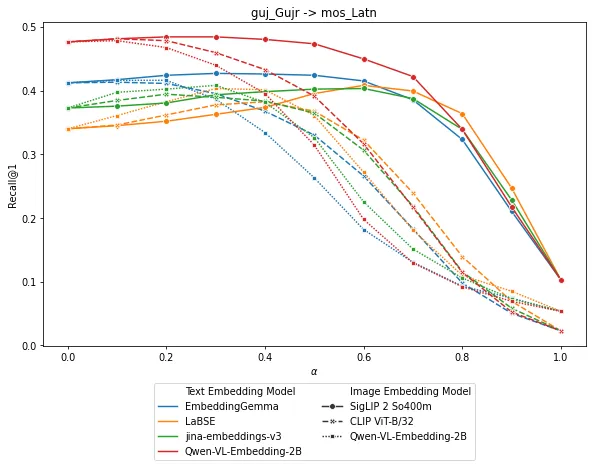 guj_Gujr -> mos_Latn
Recall@1
0.5
0.4
0.3
0.2
0.1
0.0
0.0 0.2 0.4 0.6 0.8 1.0
α
Text Embedding Model Image Embedding Model
EmbeddingGemma SigLIP 2 So400m
LaBSE CLIP ViT-B/32
jina-embeddings-v3 Qwen-VL-Embedding-2B
Qwen-VL-Embedding-2B